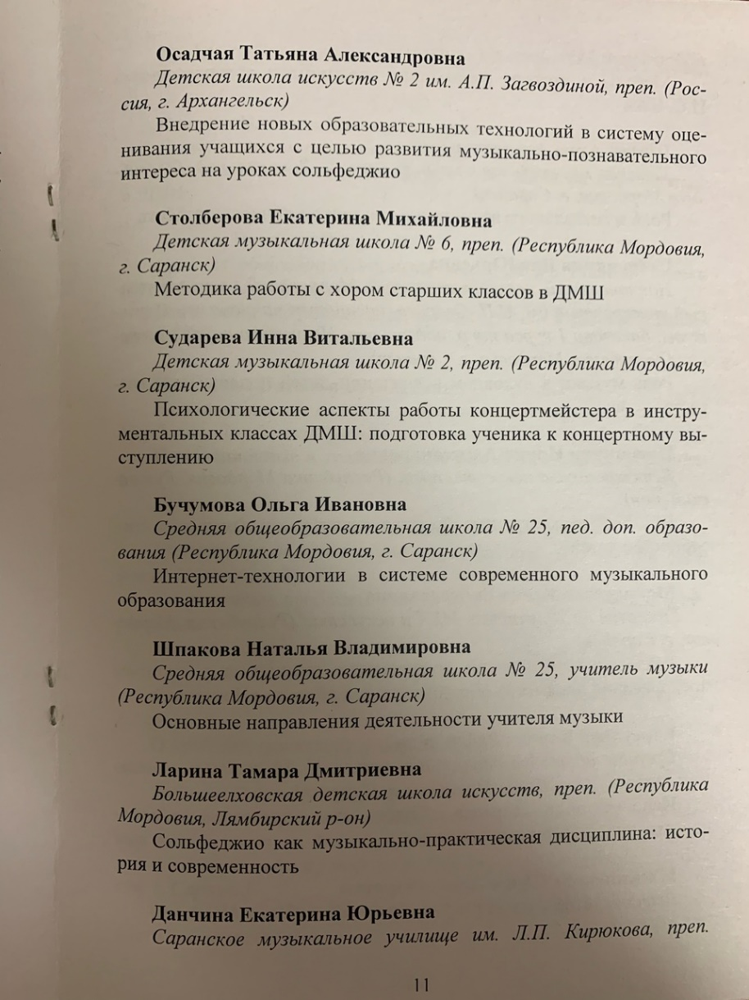 Осадчая Татьяна Александровна
Детская школа искусств № 2 им. А.П. Загвоздиной, преп. (Рос-
сия, г. Архангельск)
Внедрение новых образовательных технологий в систему оце-
нивания учащихся с целью развития музыкально-познавательного
интереса на уроках сольфеджио
Столберова Екатерина Михайловна
Детская музыкальная школа № 6, преп. (Республика Мордовия,
г. Саранск)
Методика работы с хором старших классов в ДМШ
Сударева Инна Витальевна
Детская музыкальная школа № 2, преп. (Республика Мордовия,
г. Саранск)
Психологические аспекты работы концертмейстера в инстру-
ментальных классах ДМШ: подготовка ученика к концертному вы-
ступлению
Бучумова Ольга Ивановна
Средняя общеобразовательная школа № 25, пед. доп. образо-
вания (Республика Мордовия, г. Саранск)
Интернет-технологии в системе современного музыкального
образования
Шпакова Наталья Владимировна
Средняя общеобразовательная школа № 25, учитель музыки
(Республика Мордовия, г. Саранск)
Основные направления деятельности учителя музыки
Ларина Тамара Дмитриевна
Большеелховская детская школа искусств, преп. (Республика
Мордовия, Лямбирский р-он)
Сольфеджио как музыкально-практическая дисциплина: исто-
рия и современность
Данчина Екатерина Юрьевна
Саранское музыкальное училище им. Л.П. Кирюкова, преп.
11